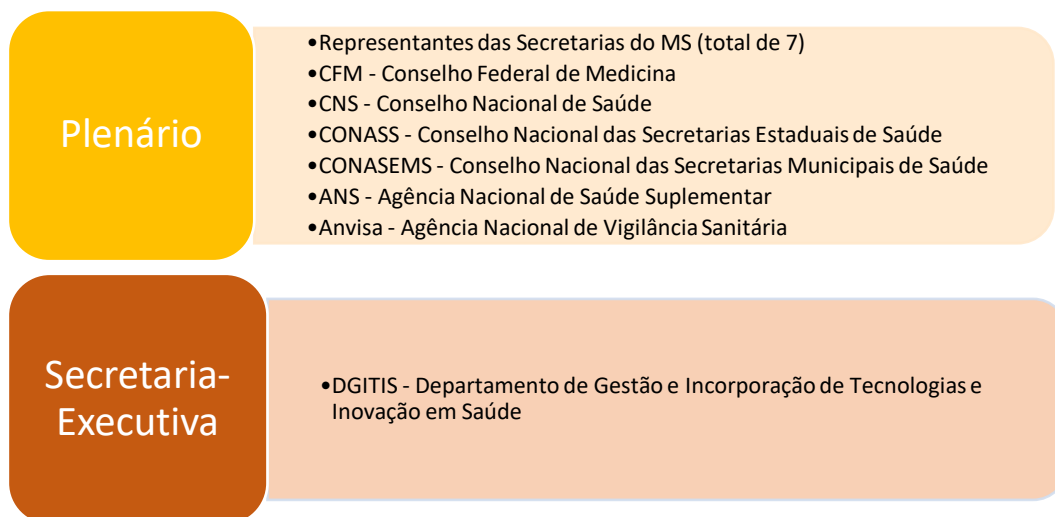 Plenário
•Representantes das Secretarias do MS (total de 7)
•CFM - Conselho Federal de Medicina
•CNS - Conselho Nacional de Saúde
•CONASS - Conselho Nacional das Secretarias Estaduais de Saúde
•CONASEMS - Conselho Nacional das Secretarias Municipais de Saúde
•ANS - Agência Nacional de Saúde Suplementar
•Anvisa - Agência Nacional de Vigilância Sanitária
Secretaria-
Executiva
•DGITIS - Departamento de Gestão e Incorporação de Tecnologias e
Inovação em Saúde